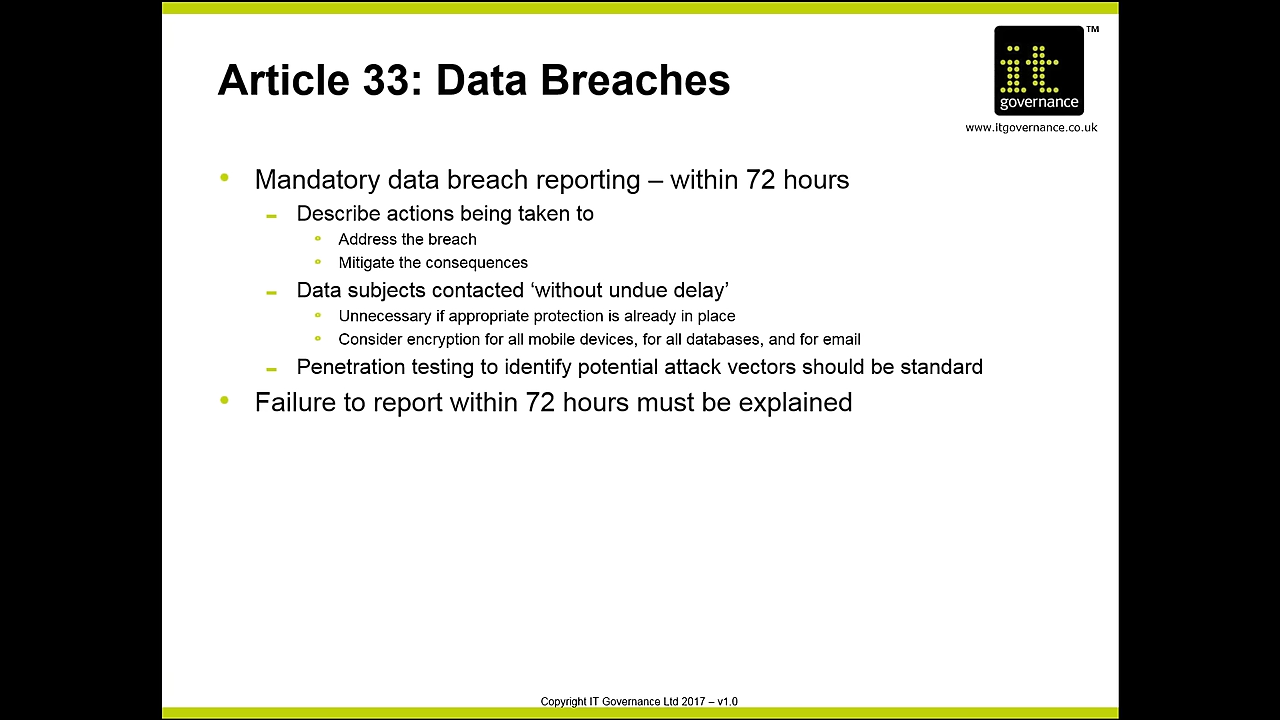 Article 33: Data Breaches
it
governance
TM
www.itgovernance.co.uk
• Mandatory data breach reporting – within 72 hours
– Describe actions being taken to
• Address the breach
• Mitigate the consequences
– Data subjects contacted ‘without undue delay’
• Unnecessary if appropriate protection is already in place
• Consider encryption for all mobile devices, for all databases, and for email
– Penetration testing to identify potential attack vectors should be standard
• Failure to report within 72 hours must be explained
Copyright IT Governance Ltd 2017 – v1.0